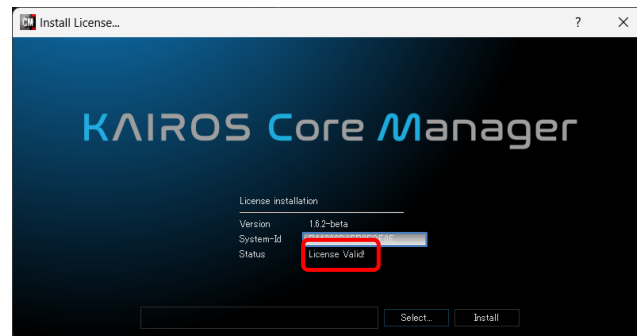 CM Install License...
? ×
KAIROS Core Manager
License installation
Version 1.6.2-beta
System-Id
Status License Valid!
Select... Install